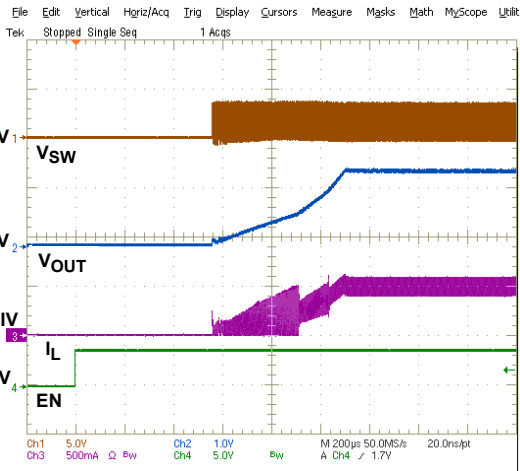 File Edit Vertical Horiz/Acq Trig Display Cursors Measure Masks Math MyScope Utilit
Tek Stopped Single Seq 1 Acqs
V 1
VSW
V 2
VOUT
IV
3
IL
V 4
EN
Ch1 5.0V Ch2 1.0V M 200µs 50.0MS/s 20.0ns/pt
Ch3 500mA Ω Bw Ch4 5.0V Bw A Ch4 ∕ 1.7V